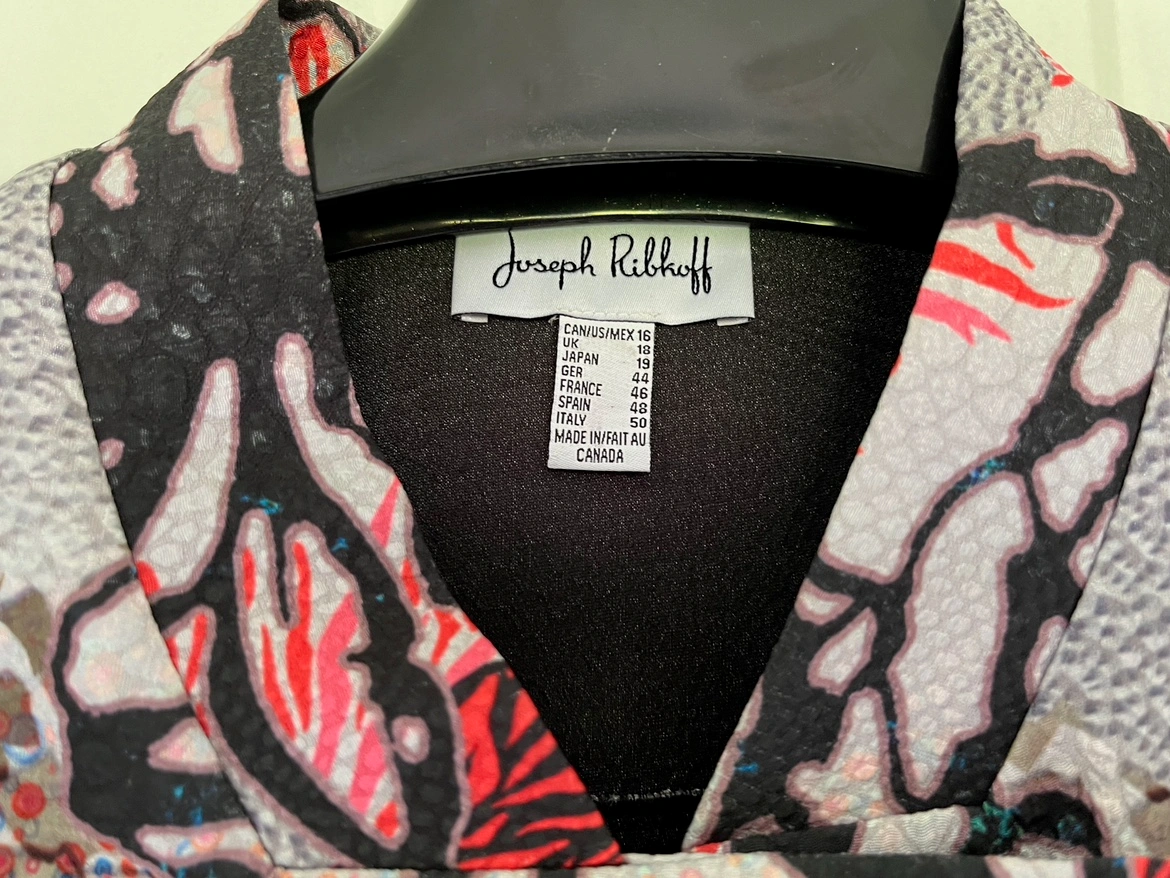 Joseph Ribkoff
CAN/US/MEX 16
UK 18
JAPAN 19
GER 44
FRANCE 46
SPAIN 48
ITALY 50
MADE IN/FAIT AU
CANADA